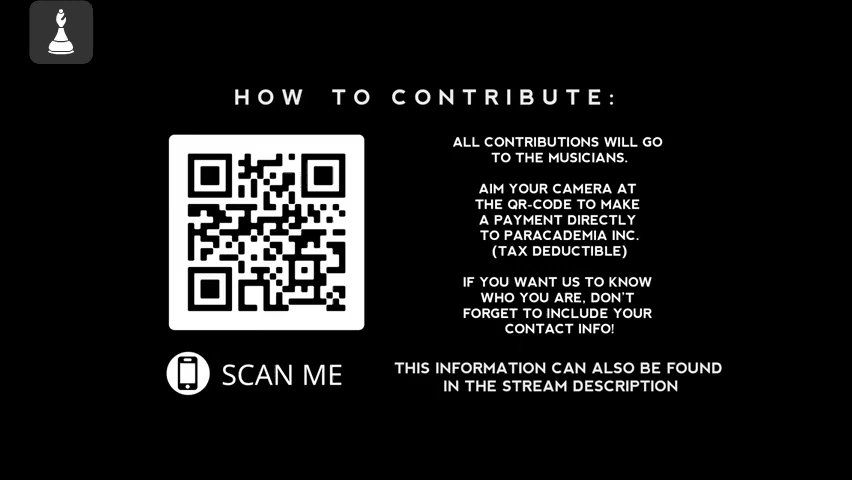 HOW TO CONTRIBUTE:
ALL CONTRIBUTIONS WILL GO
TO THE MUSICIANS.
AIM YOUR CAMERA AT
THE QR-CODE TO MAKE
A PAYMENT DIRECTLY
TO PARACADEMIA INC.
(TAX DEDUCTIBLE)
IF YOU WANT US TO KNOW
WHO YOU ARE, DON'T
FORGET TO INCLUDE YOUR
CONTACT INFO!
SCAN ME
THIS INFORMATION CAN ALSO BE FOUND
IN THE STREAM DESCRIPTION